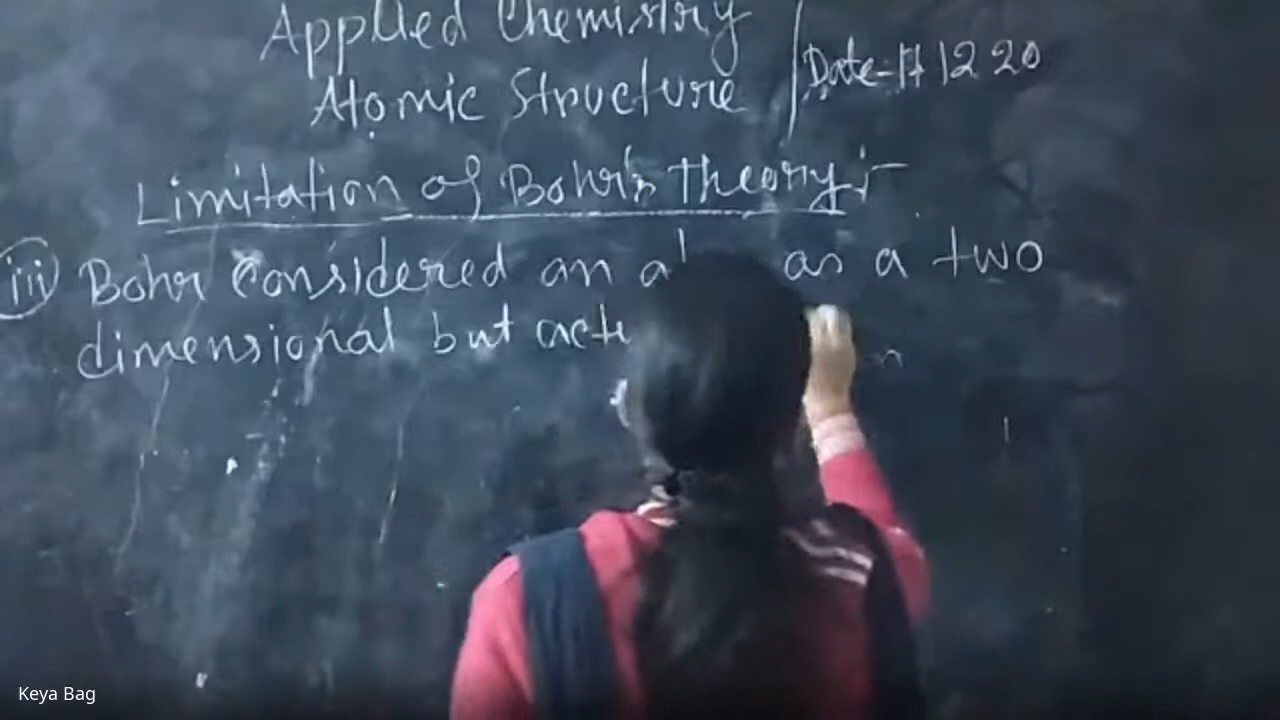 Applied Chemistry
Atomic Structure
Date-17 12 20
Limitation of Bohr's Theory :-
iii Bohr considered an as a two
dimensional but
Keya Bag